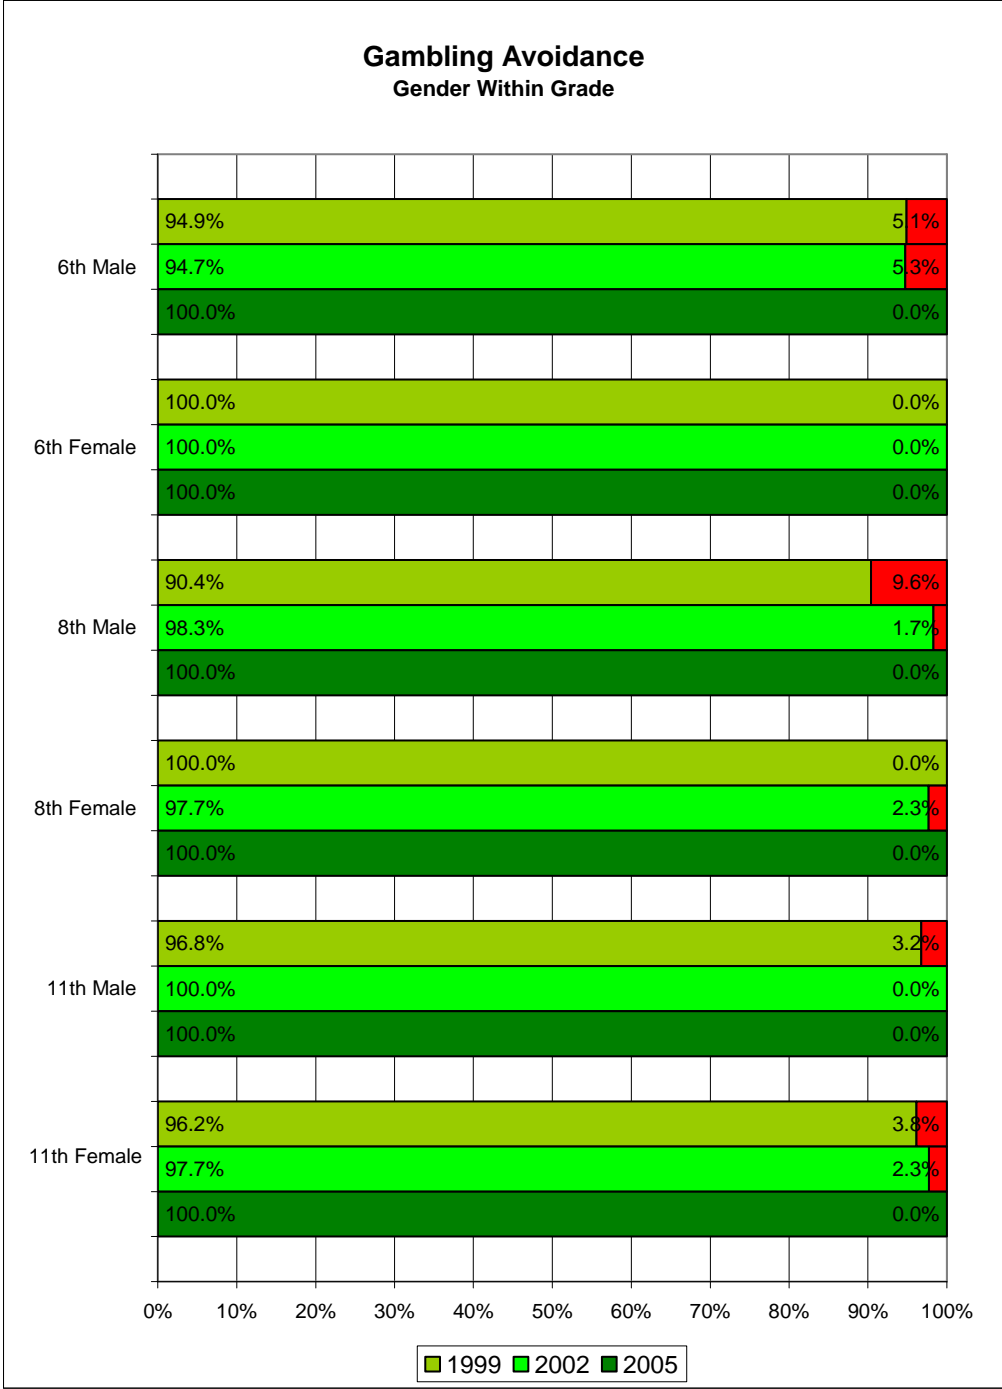 Gambling Avoidance
Gender Within Grade
94.9% 5.1%
6th Male
94.7% 5.3%
100.0% 0.0%
100.0% 0.0%
6th Female
100.0% 0.0%
100.0% 0.0%
90.4% 9.6%
8th Male
98.3% 1.7%
100.0% 0.0%
100.0% 0.0%
8th Female
97.7% 2.3%
100.0% 0.0%
96.8% 3.2%
11th Male
100.0% 0.0%
100.0% 0.0%
96.2% 3.8%
11th Female
97.7% 2.3%
100.0% 0.0%
0% 10% 20% 30% 40% 50% 60% 70% 80% 90% 100%
1999 2002 2005